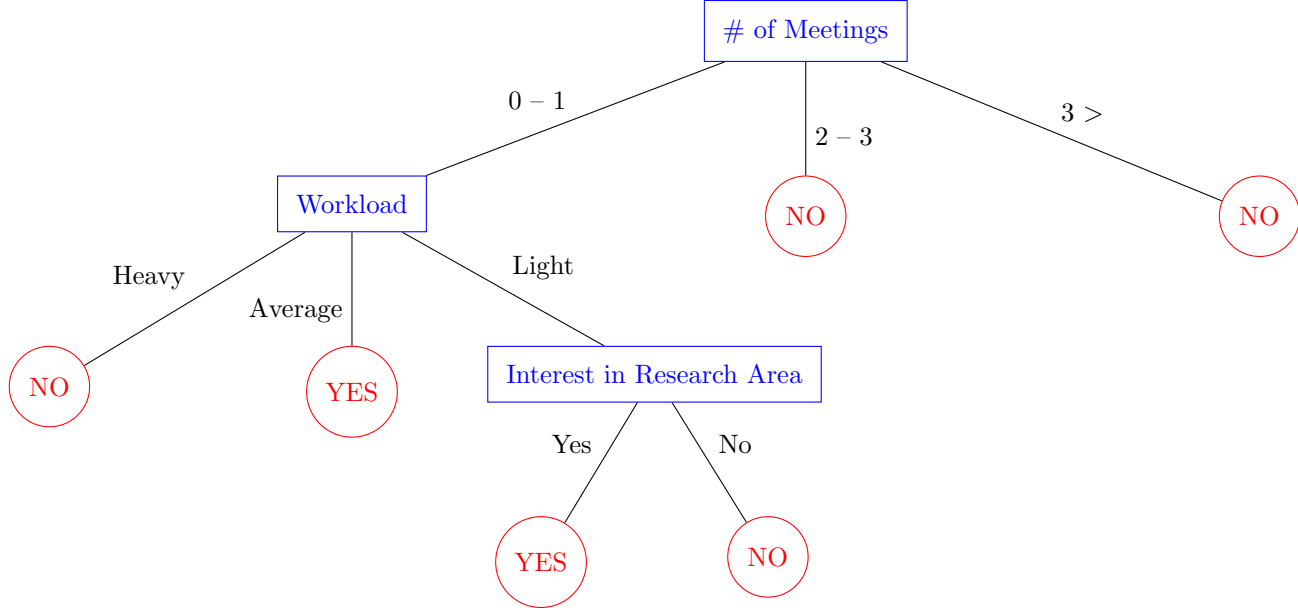 # of Meetings
0 – 1
2 – 3
3 >
Workload
NO
NO
Heavy
Average
Light
NO
YES
Interest in Research Area
Yes
No
YES
NO